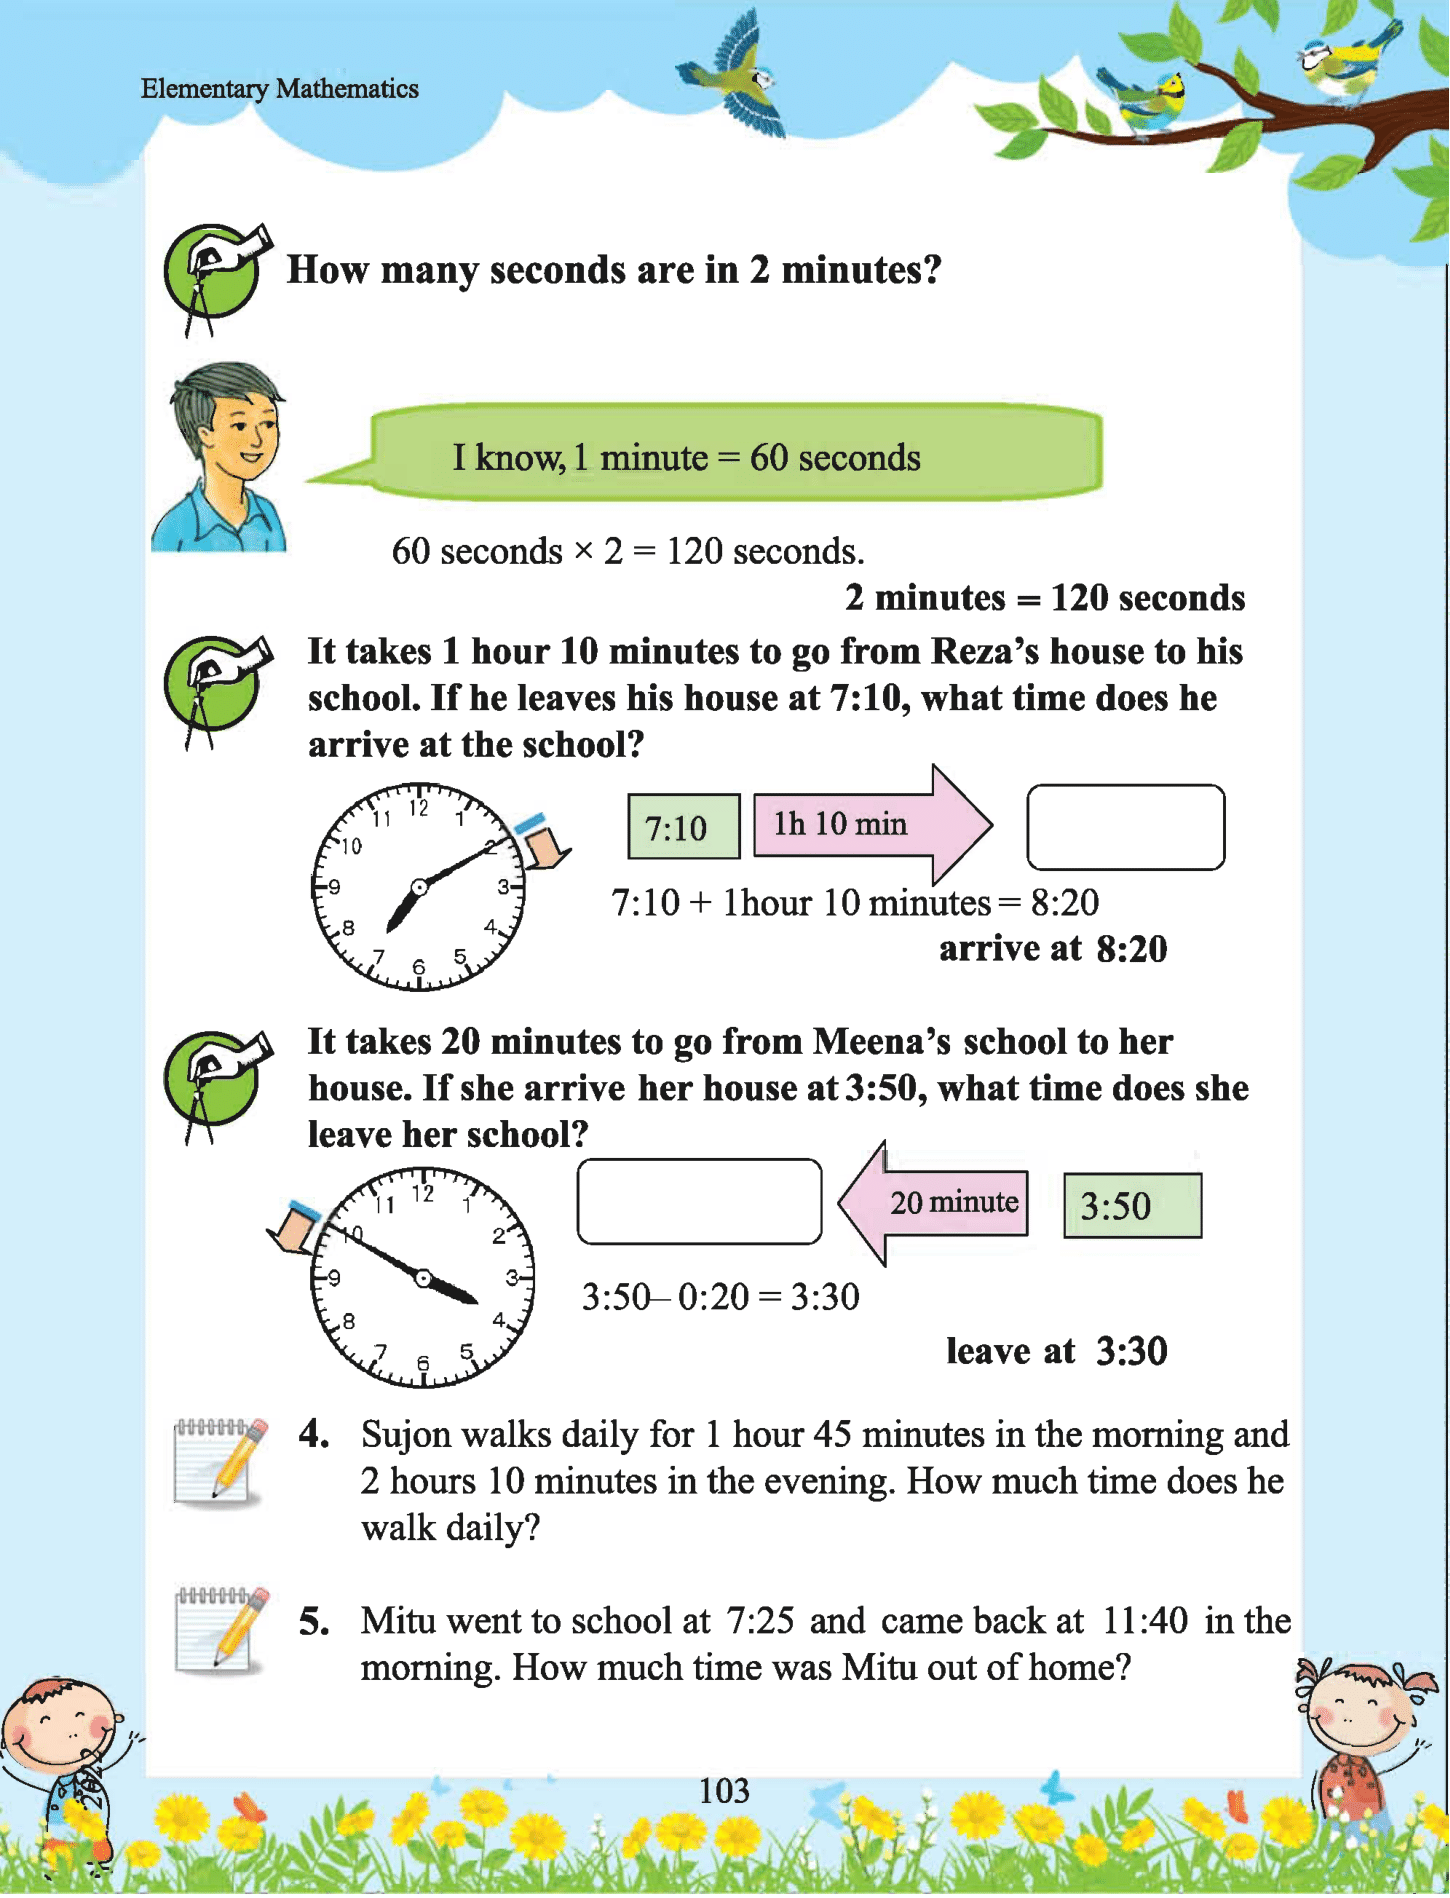 Elementary Mathematics
How many seconds are in 2 minutes?
I know, 1 minute = 60 seconds
60 seconds × 2 = 120 seconds.
2 minutes = 120 seconds
It takes 1 hour 10 minutes to go from Reza's house to his
school. If he leaves his house at 7:10, what time does he
arrive at the school?
12
1
2
3
4
5
6
7
8
9
10
11
7:10
1h 10 min
7:10 + 1hour 10 minutes = 8:20
arrive at 8:20
It takes 20 minutes to go from Meena's school to her
house. If she arrive her house at 3:50, what time does she
leave her school?
12
1
2
3
4
5
6
7
8
9
10
11
20 minute
3:50
3:50– 0:20 = 3:30
leave at 3:30
4. Sujon walks daily for 1 hour 45 minutes in the morning and
2 hours 10 minutes in the evening. How much time does he
walk daily?
5. Mitu went to school at 7:25 and came back at 11:40 in the
morning. How much time was Mitu out of home?
103
2022